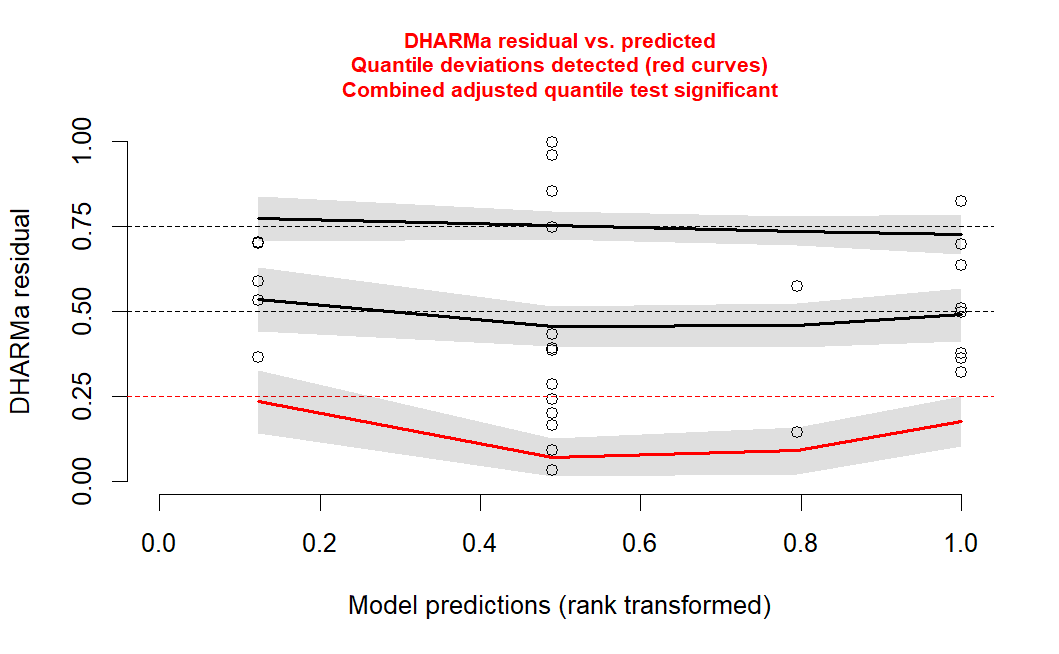 DHARMa residual vs. predicted
Quantile deviations detected (red curves)
Combined adjusted quantile test significant
DHARMa residual
1.00
0.75
0.50
0.25
0.00
0.0 0.2 0.4 0.6 0.8 1.0
Model predictions (rank transformed)